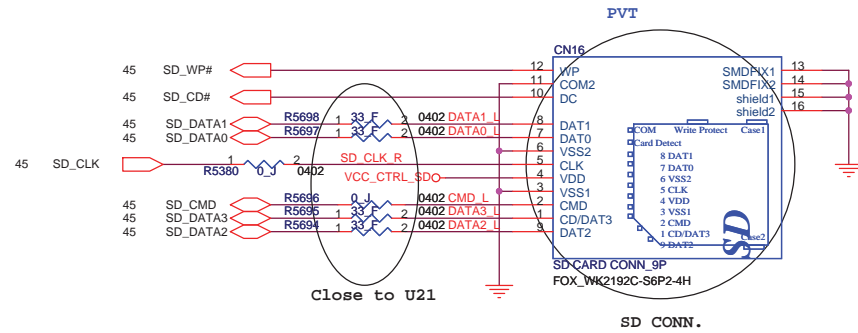 PVT
CN16
45 SD_WP# 12 WP SMDFIX1 13
11 COM2 SMDFIX2 14
45 SD_CD# 10 DC shield1 15
shield2 16
45 SD_DATA1 R5698 1 33_F 2 0402 DATA1_L 8 DAT1
45 SD_DATA0 R5697 1 33_F 2 0402 DATA0_L 7 DAT0
6 VSS2
45 SD_CLK R5380 1 0_J 2 0402 SD_CLK_R 5 CLK
VCC_CTRL_SD 4 VDD
3 VSS1
45 SD_CMD R5696 1 0_J 2 0402 CMD_L 2 CMD
45 SD_DATA3 R5695 1 33_F 2 0402 DATA3_L 1 CD/DAT3
45 SD_DATA2 R5694 1 33_F 2 0402 DATA2_L 9 DAT2
COM Write Protect Case1
Card Detect
8 DAT1
7 DAT0
6 VSS2
5 CLK
4 VDD
3 VSS1
2 CMD
1 CD/DAT3
9 DAT2
Case2
SD
SD CARD CONN_9P
FOX_WK2192C-S6P2-4H
Close to U21
SD CONN.